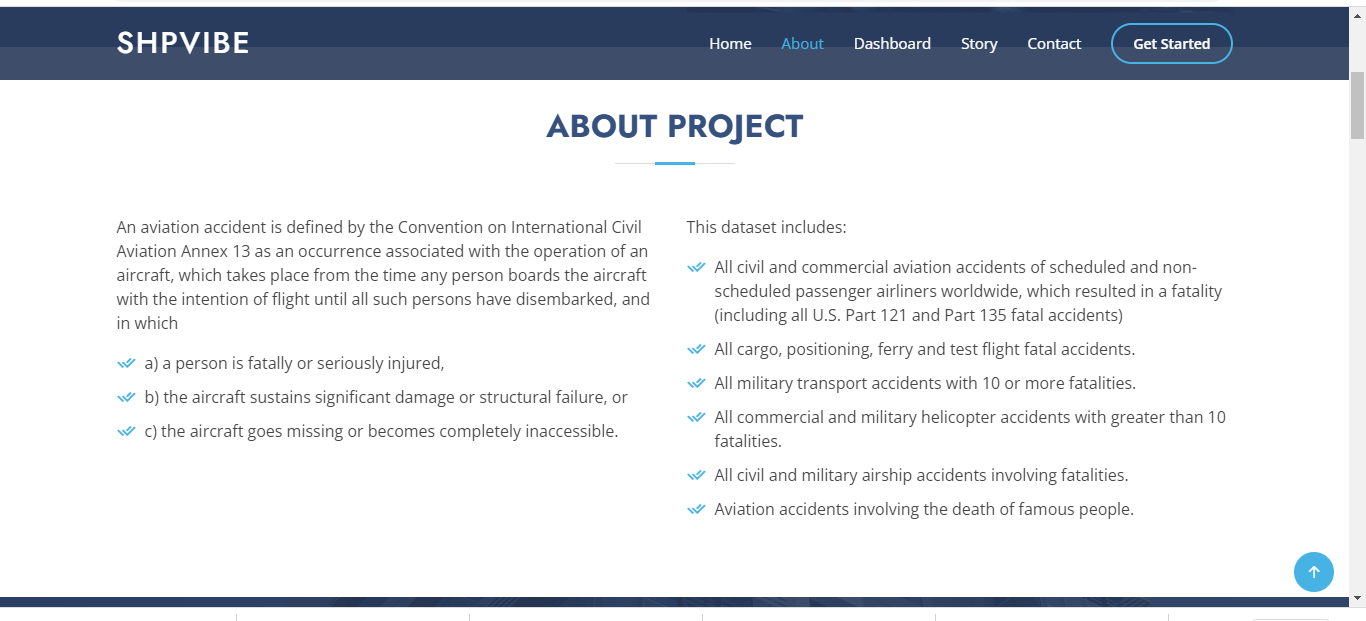 SHPVIBE
Home About Dashboard Story Contact Get Started
ABOUT PROJECT
An aviation accident is defined by the Convention on International Civil
Aviation Annex 13 as an occurrence associated with the operation of an
aircraft, which takes place from the time any person boards the aircraft
with the intention of flight until all such persons have disembarked, and
in which
a) a person is fatally or seriously injured,
b) the aircraft sustains significant damage or structural failure, or
c) the aircraft goes missing or becomes completely inaccessible.
This dataset includes:
All civil and commercial aviation accidents of scheduled and non-
scheduled passenger airliners worldwide, which resulted in a fatality
(including all U.S. Part 121 and Part 135 fatal accidents)
All cargo, positioning, ferry and test flight fatal accidents.
All military transport accidents with 10 or more fatalities.
All commercial and military helicopter accidents with greater than 10
fatalities.
All civil and military airship accidents involving fatalities.
Aviation accidents involving the death of famous people.